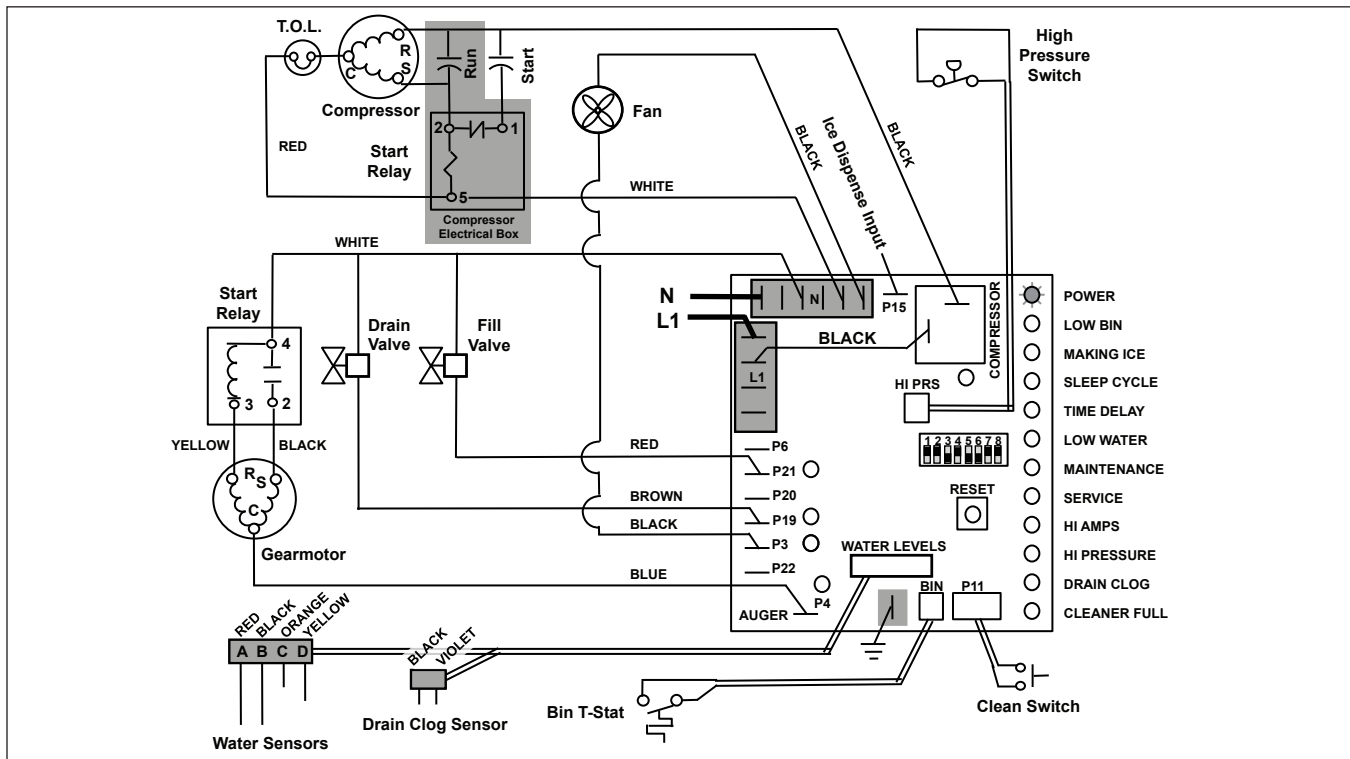 T.O.L.
R
S
C
Compressor
Run
Start
2
1
Start
Relay
5
Compressor
Electrical Box
RED
WHITE
Fan
BLACK
Ice Dispense Input
BLACK
High
Pressure
Switch
WHITE
Start
Relay
4
3
2
YELLOW
BLACK
R
S
C
Gearmotor
Drain
Valve
Fill
Valve
N
L1
N
P15
BLACK
COMPRESSOR
L1
HI PRS
1 2 3 4 5 6 7 8
RESET
RED
BROWN
BLACK
BLUE
P6
P21
P20
P19
P3
P22
P4
AUGER
WATER LEVELS
BIN
P11
POWER
LOW BIN
MAKING ICE
SLEEP CYCLE
TIME DELAY
LOW WATER
MAINTENANCE
SERVICE
HI AMPS
HI PRESSURE
DRAIN CLOG
CLEANER FULL
RED
BLACK
ORANGE
YELLOW
A B C D
Water Sensors
BLACK
VIOLET
Drain Clog Sensor
Bin T-Stat
Clean Switch